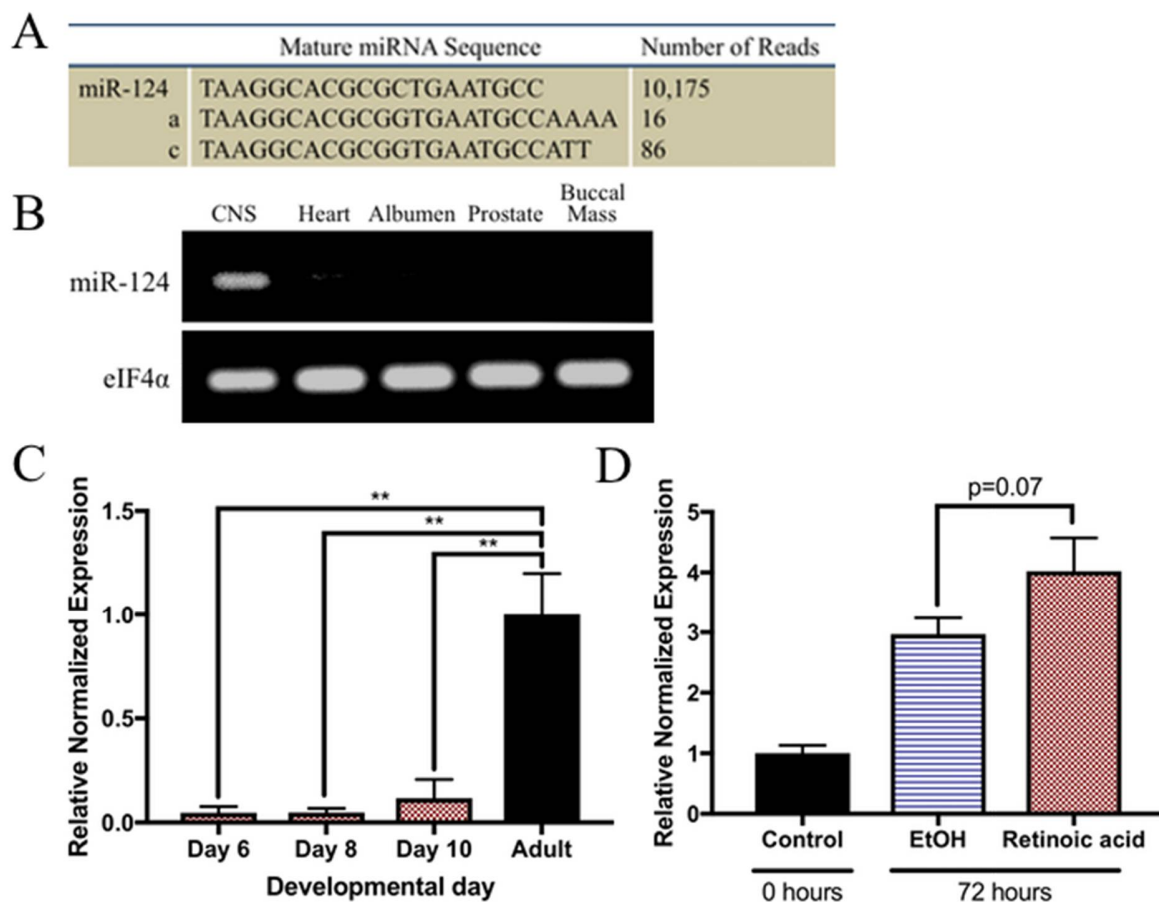 A
Mature miRNA Sequence Number of Reads
miR-124 TAAGGCACGCGCTGAATGCC 10,175
a TAAGGCACGCGGTGAATGCCAAAA 16
c TAAGGCACGCGGTGAATGCCATT 86
B
CNS Heart Albumen Prostate Buccal Mass
miR-124
eIF4α
C
Relative Normalized Expression
1.5
1.0
0.5
0.0
**
**
**
Day 6 Day 8 Day 10 Adult
Developmental day
D
Relative Normalized Expression
5
4
3
2
1
0
p=0.07
Control EtOH Retinoic acid
0 hours 72 hours